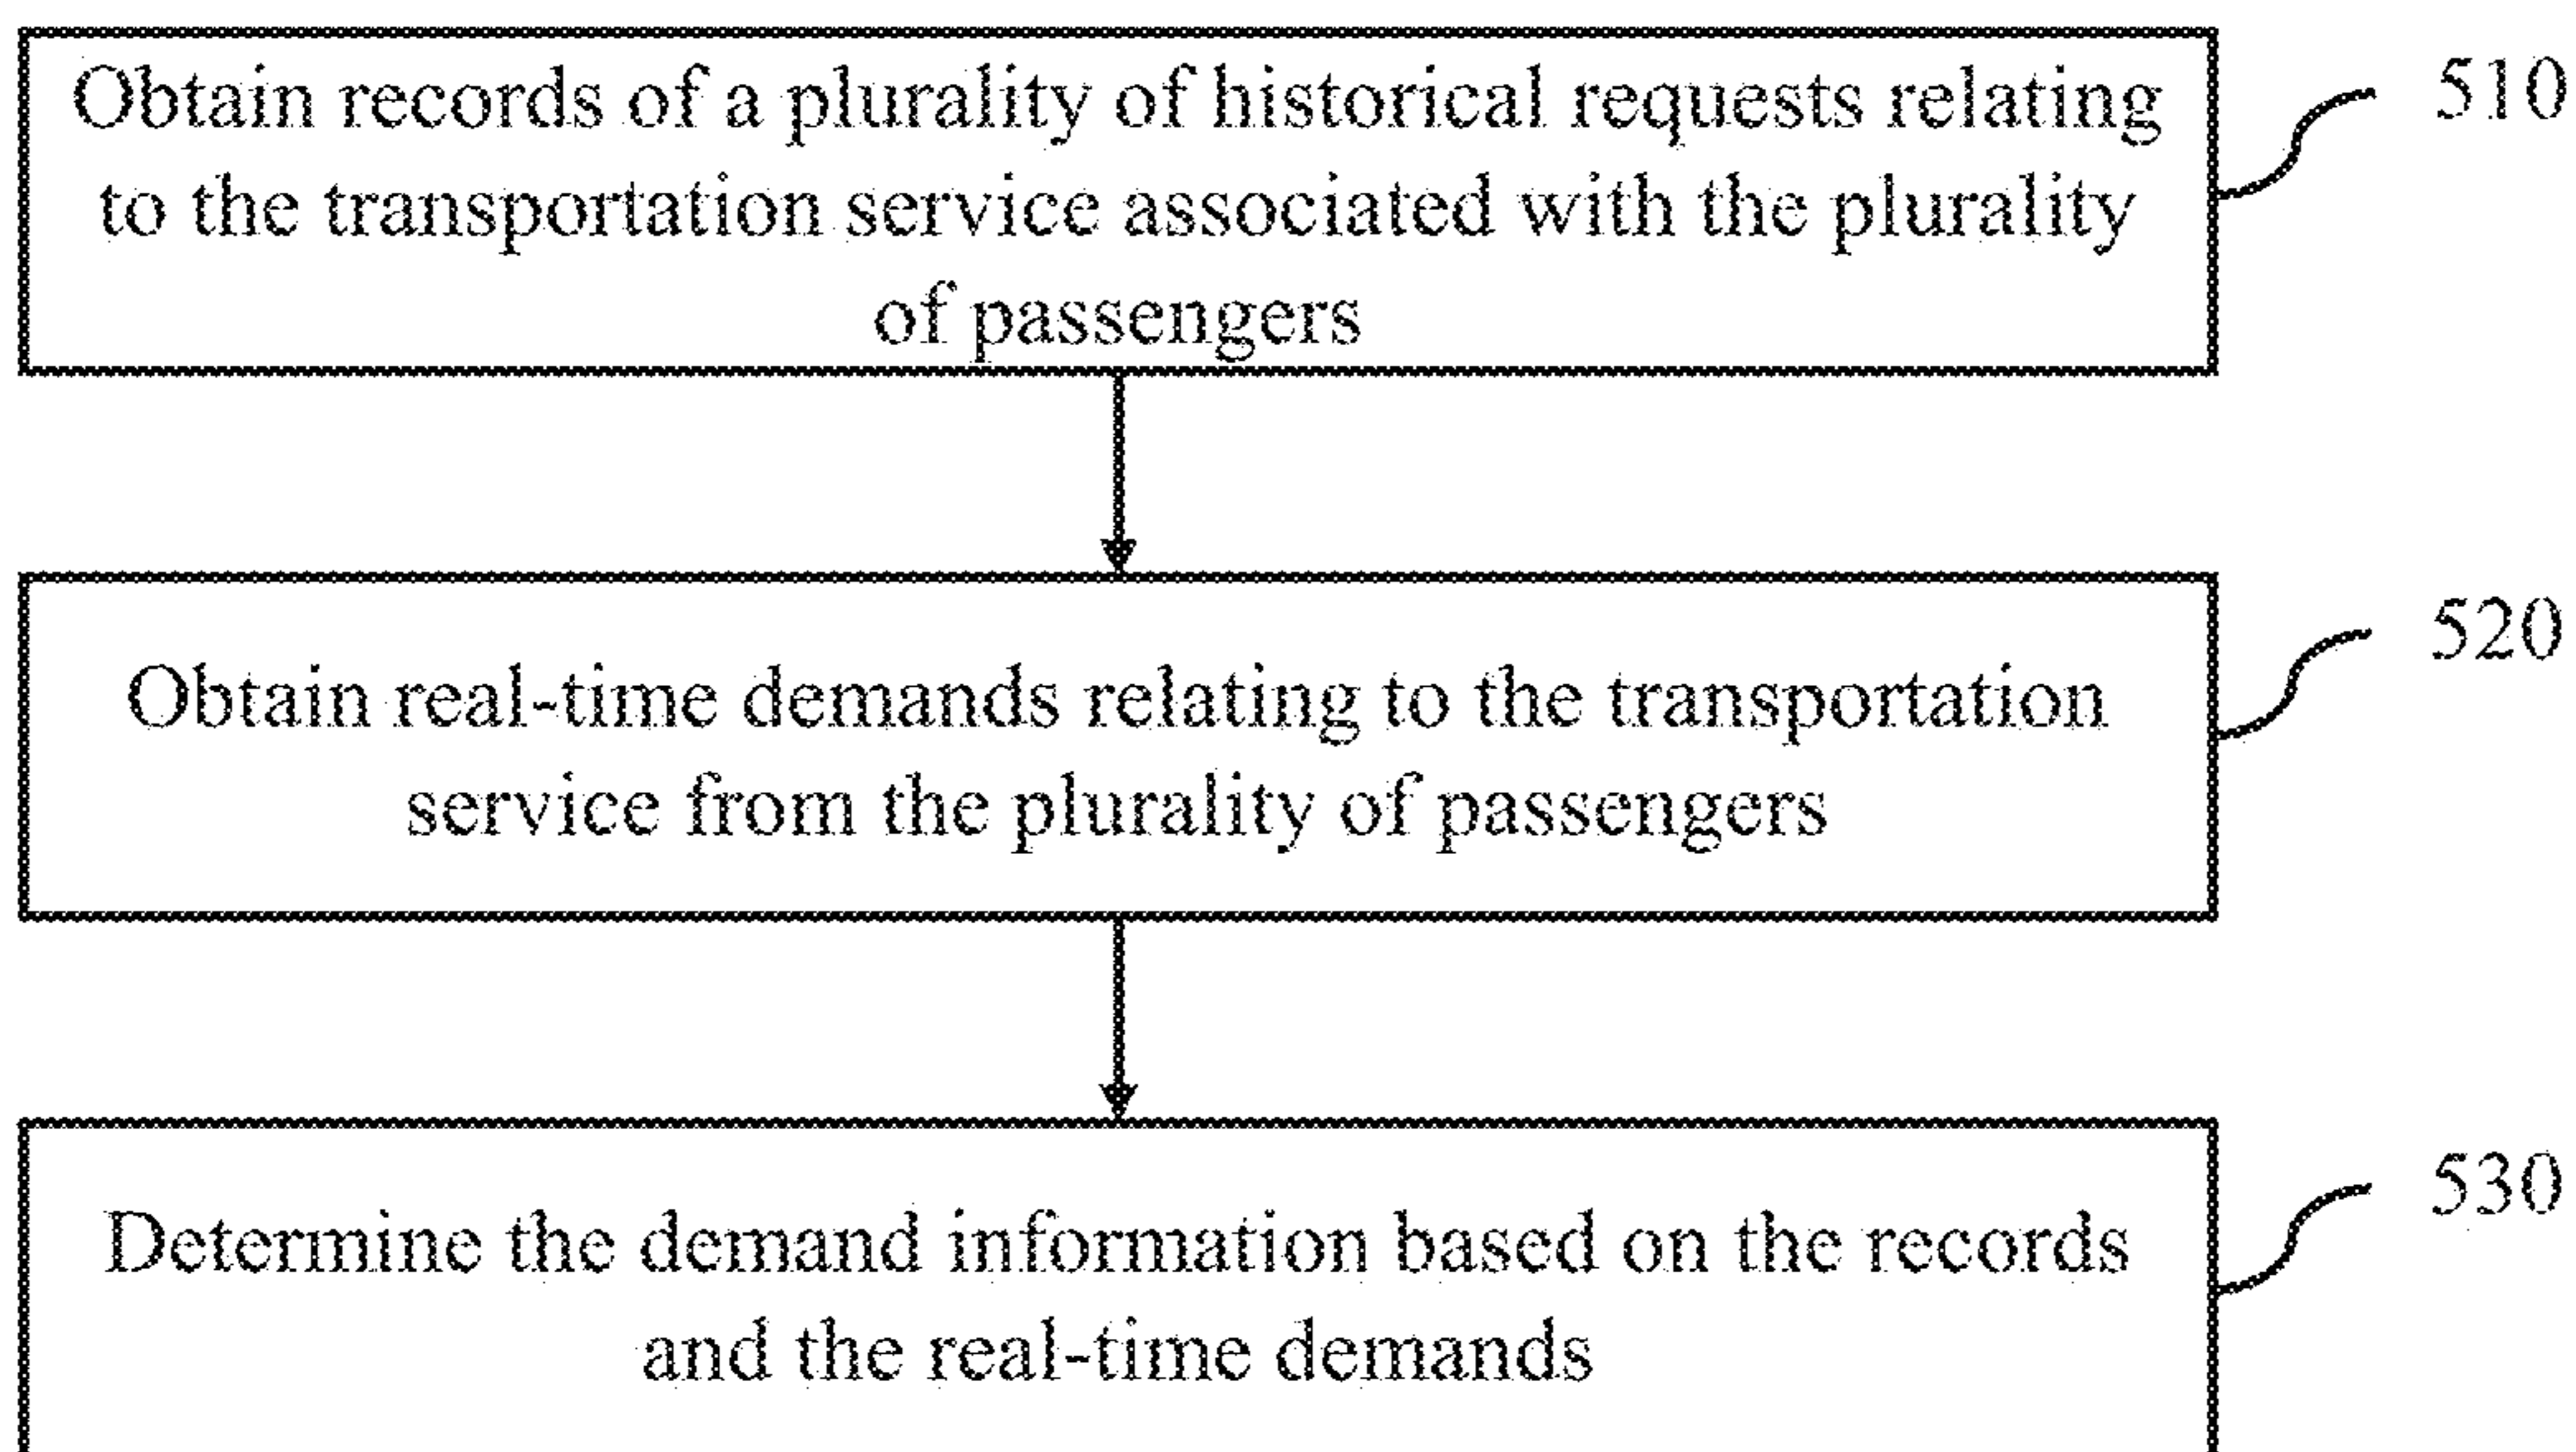 Obtain records of a plurality of historical requests relating
to the transportation service associated with the plurality
of passengers
510
Obtain real-time demands relating to the transportation
service from the plurality of passengers
520
Determine the demand information based on the records
and the real-time demands
530